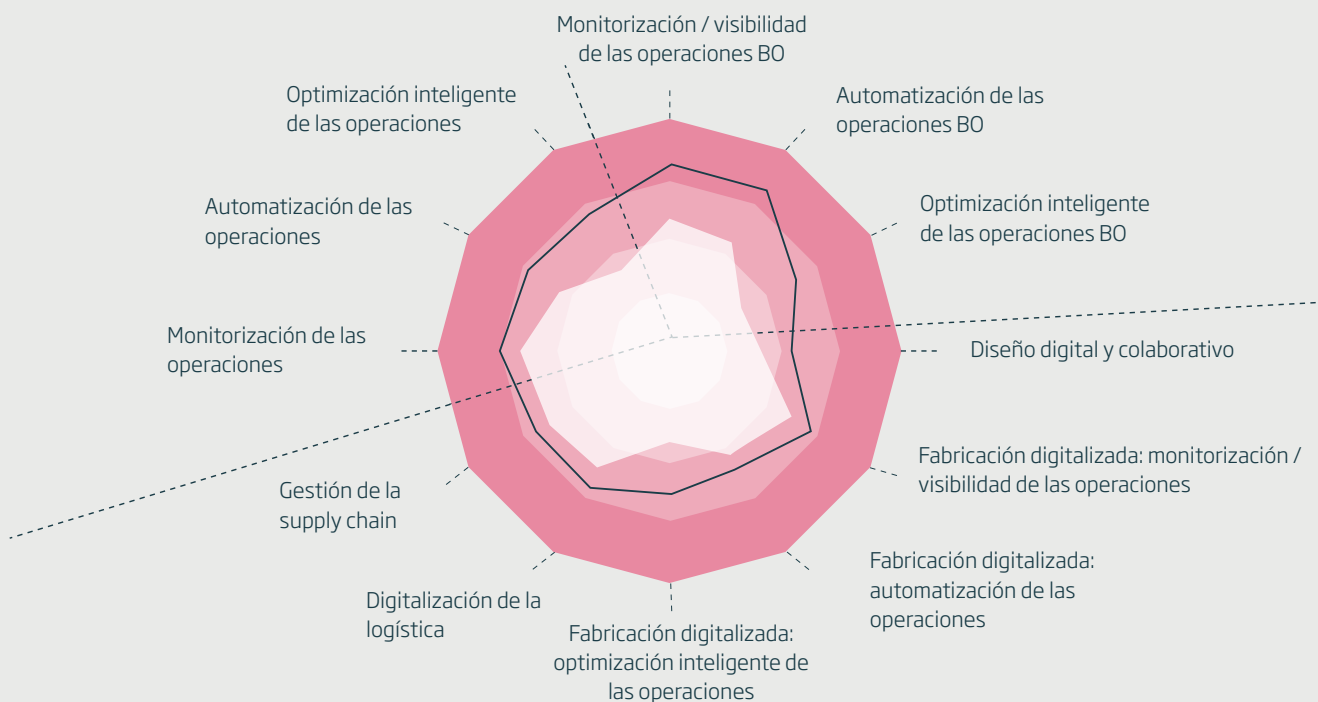 Monitorización / visibilidad
de las operaciones BO
Automatización de las
operaciones BO
Optimización inteligente
de las operaciones BO
Diseño digital y colaborativo
Fabricación digitalizada: monitorización /
visibilidad de las operaciones
Fabricación digitalizada:
automatización de las
operaciones
Fabricación digitalizada:
optimización inteligente de
las operaciones
Digitalización de la
logística
Gestión de la
supply chain
Monitorización de las
operaciones
Automatización de las
operaciones
Optimización inteligente
de las operaciones